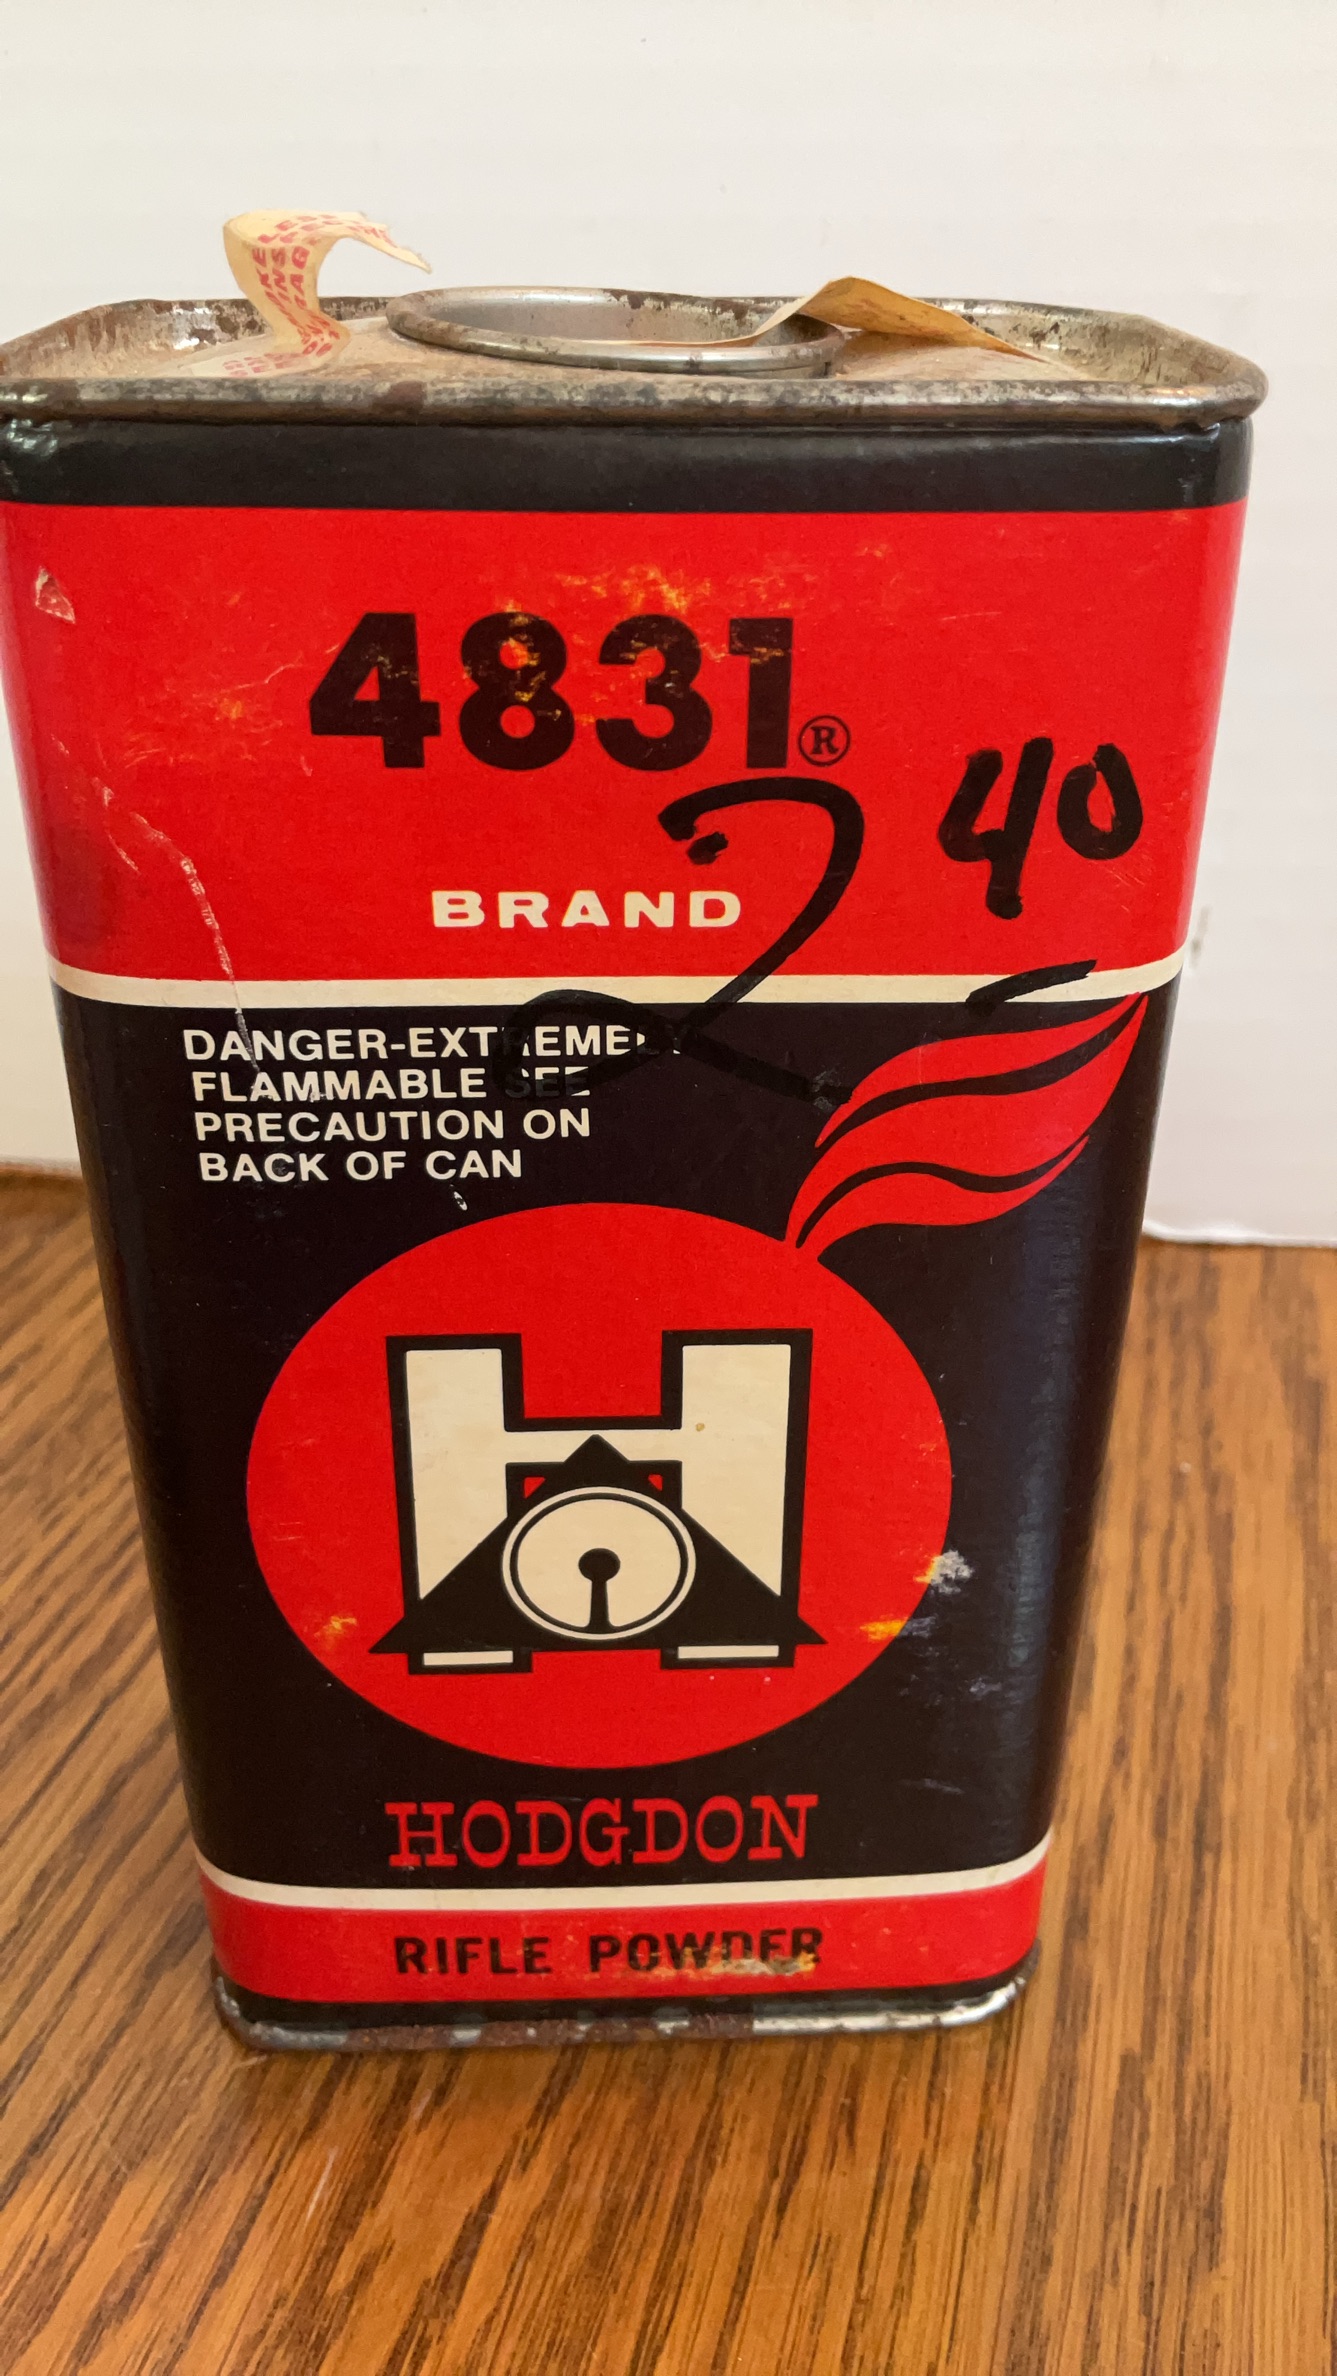 4831®
2 40
BRAND
DANGER-EXTREMELY
FLAMMABLE SEE
PRECAUTION ON
BACK OF CAN
H
HODGDON
RIFLE POWDER